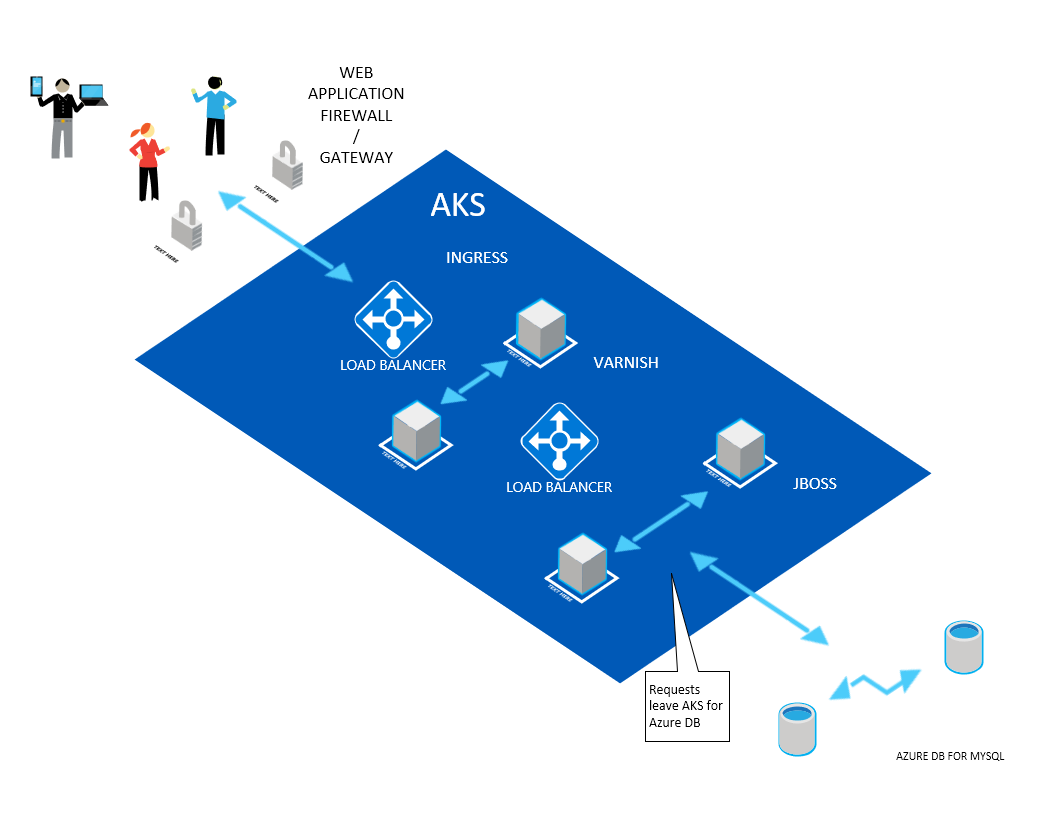 WEB
APPLICATION
FIREWALL
/
GATEWAY
TEXT HERE
TEXT HERE
AKS
INGRESS
LOAD BALANCER
TEXT HERE
VARNISH
TEXT HERE
LOAD BALANCER
TEXT HERE
JBOSS
TEXT HERE
Requests
leave AKS for
Azure DB
AZURE DB FOR MYSQL